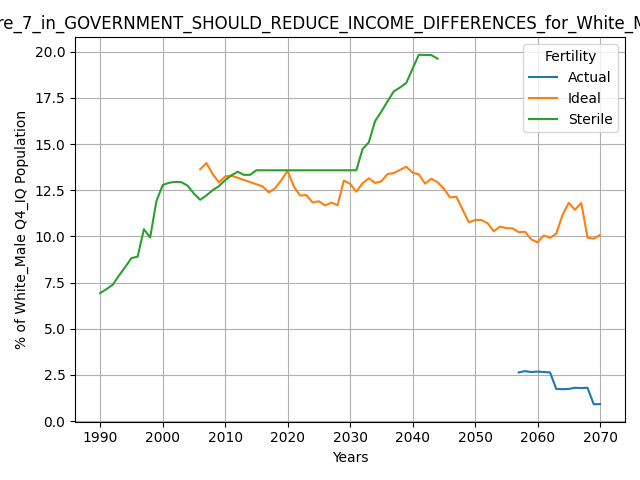 re_7_in_GOVERNMENT_SHOULD_REDUCE_INCOME_DIFFERENCES_for_White_M
Fertility
Actual
Ideal
Sterile
% of White_Male Q4_IQ Population
20.0
17.5
15.0
12.5
10.0
7.5
5.0
2.5
0.0
1990 2000 2010 2020 2030 2040 2050 2060 2070
Years